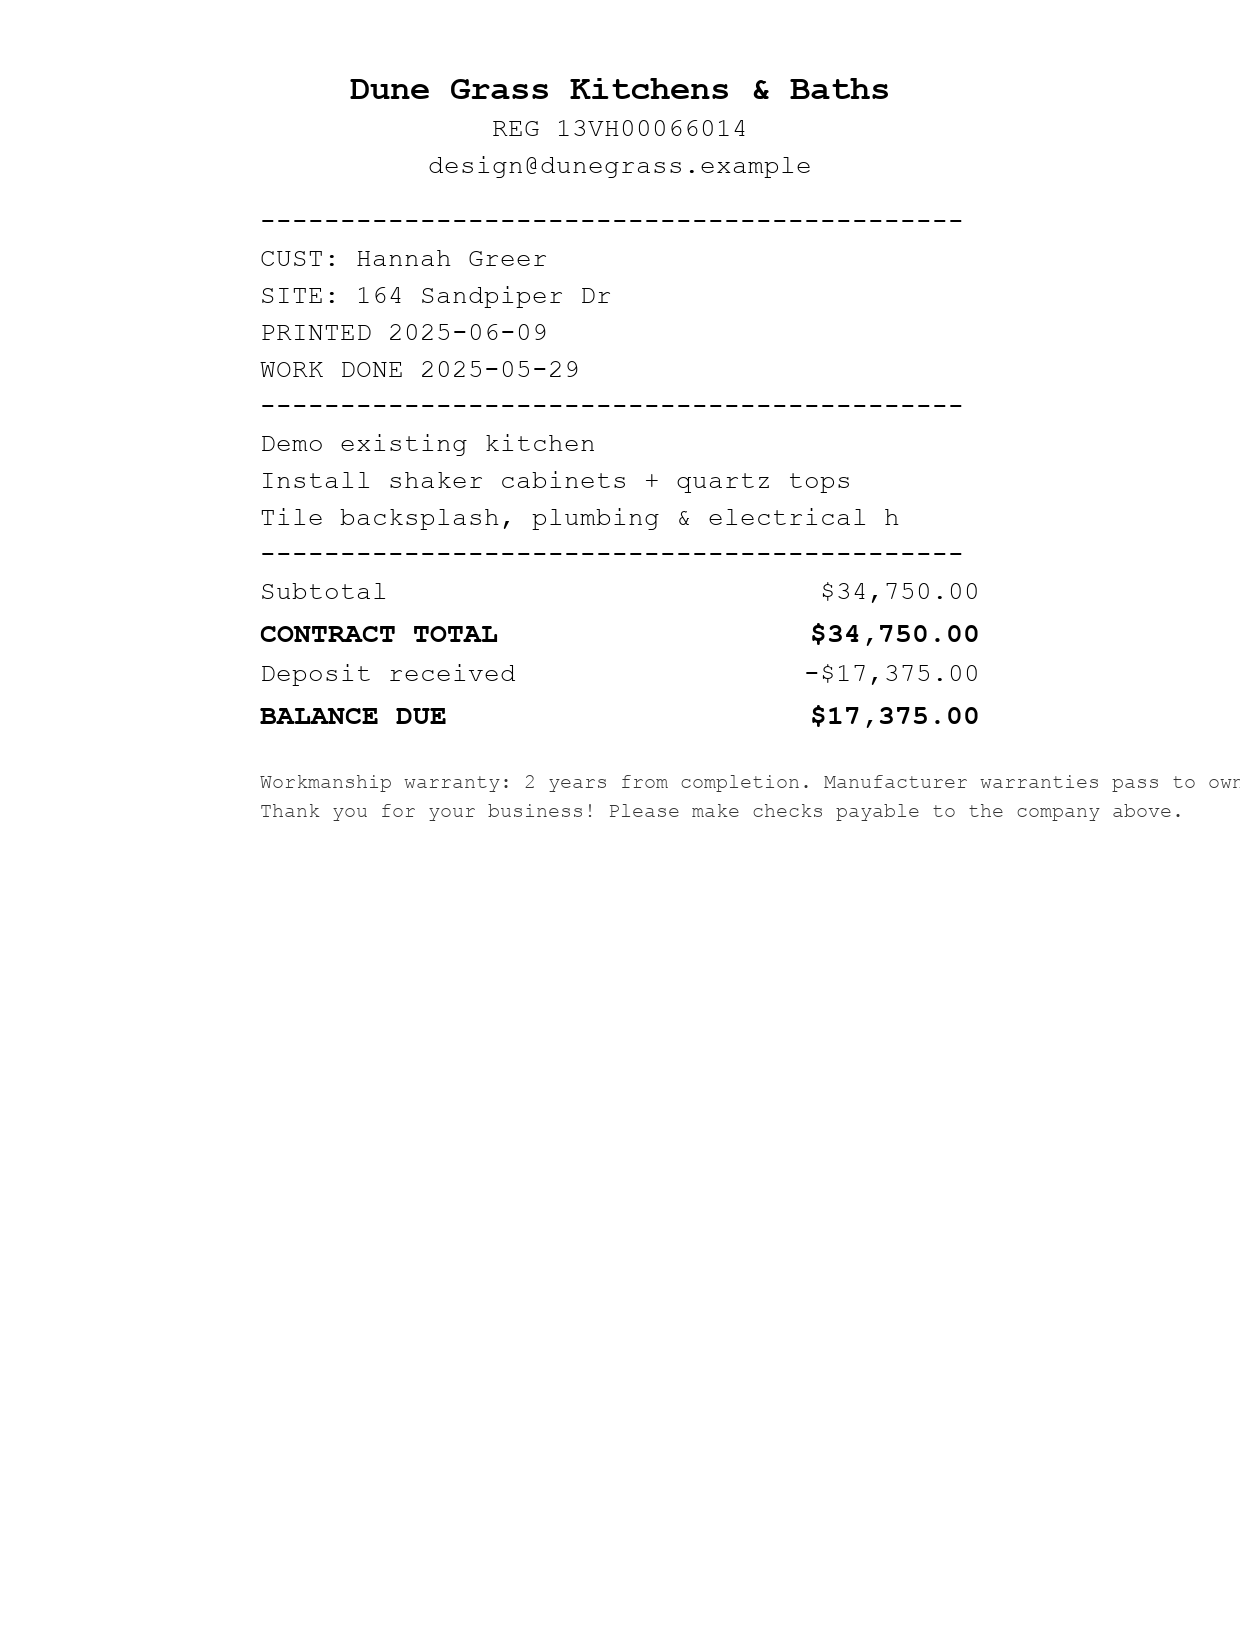 Dune Grass Kitchens & Baths
REG 13VH00066014
design@dunegrass.example
--------------------------------------------
CUST: Hannah Greer
SITE: 164 Sandpiper Dr
PRINTED 2025-06-09
WORK DONE 2025-05-29
--------------------------------------------
Demo existing kitchen
Install shaker cabinets + quartz tops
Tile backsplash, plumbing & electrical h
--------------------------------------------
Subtotal $34,750.00
CONTRACT TOTAL $34,750.00
Deposit received -$17,375.00
BALANCE DUE $17,375.00
Workmanship warranty: 2 years from completion. Manufacturer warranties pass to own
Thank you for your business! Please make checks payable to the company above.